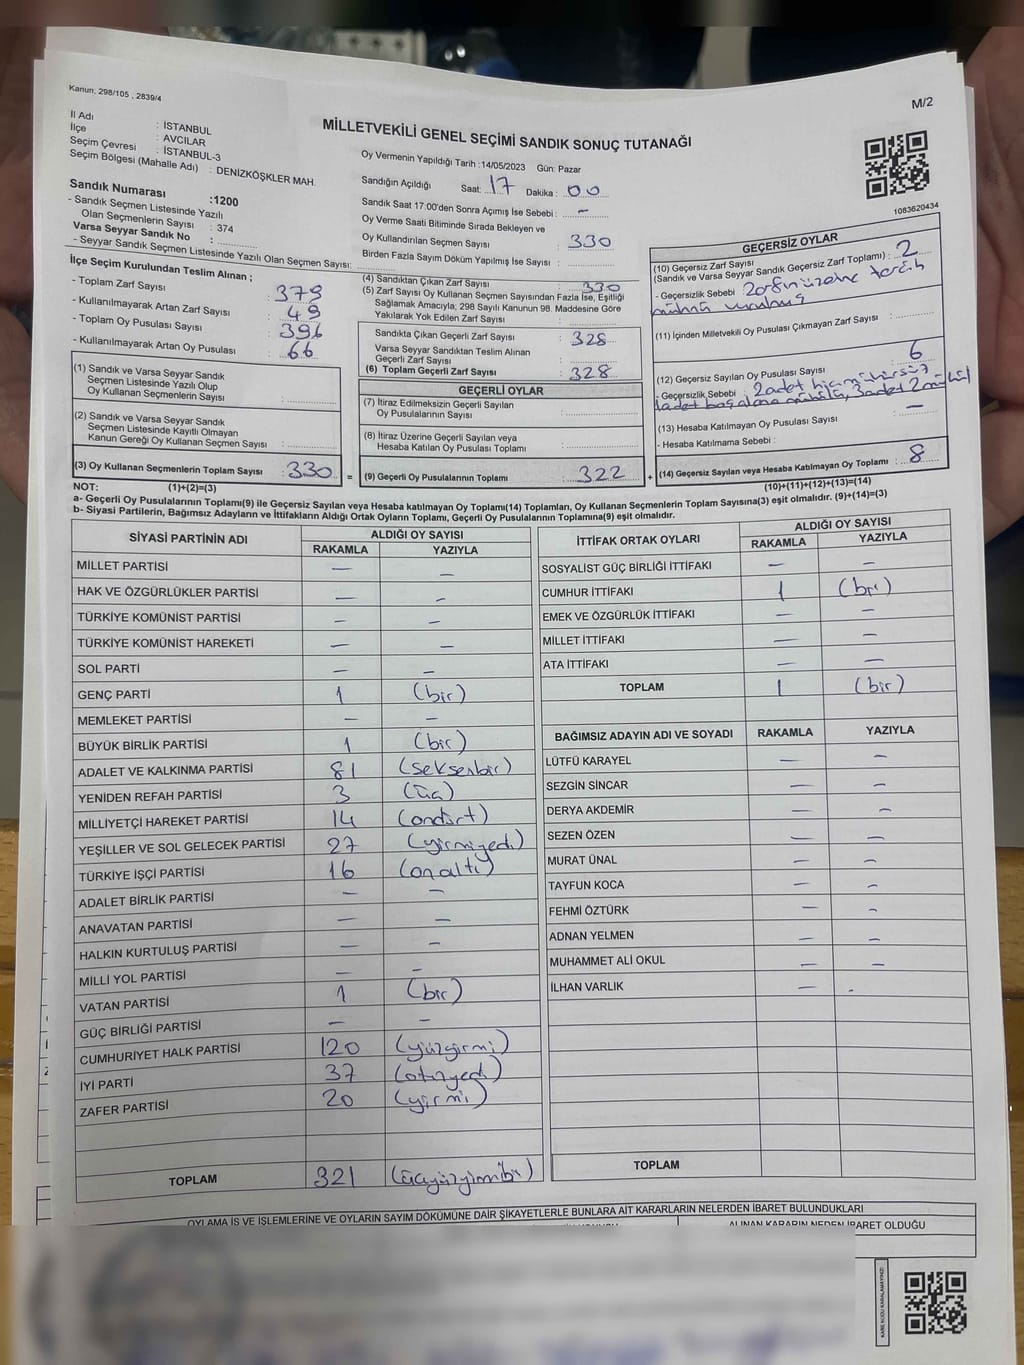 Kanun, 298/105 , 2839/4
M/2
MİLLETVEKİLİ GENEL SEÇİMİ SANDIK SONUÇ TUTANAĞI
İl Adı : İSTANBUL
İlçe : AVCILAR
Seçim Çevresi : İSTANBUL-3
Seçim Bölgesi (Mahalle Adı) : DENİZKÖŞKLER MAH.
Sandık Numarası :1200
- Sandık Seçmen Listesinde Yazılı
Olan Seçmenlerin Sayısı : 374
Varsa Seyyar Sandık No :
- Seyyar Sandık Seçmen Listesinde Yazılı Olan Seçmen Sayısı:
Oy Vermenin Yapıldığı Tarih :14/05/2023 Gün: Pazar
Sandığın Açıldığı Saat: 17 Dakika : 00
Sandık Saat 17:00'den Sonra Açımış İse Sebebi : -
Oy Verme Saati Bitiminde Sırada Bekleyen ve
Oy Kullandırılan Seçmen Sayısı : 330
Birden Fazla Sayım Döküm Yapılmış İse Sayısı :
1083620434
İlçe Seçim Kurulundan Teslim Alınan ;
- Toplam Zarf Sayısı : 379
- Kullanılmayarak Artan Zarf Sayısı : 49
- Toplam Oy Pusulası Sayısı : 396
- Kullanılmayarak Artan Oy Pusulası : 66
(4) Sandıktan Çıkan Zarf Sayısı : 330
(5) Zarf Sayısı Oy Kullanan Seçmen Sayısından Fazla İse, Eşitliği
Sağlamak Amacıyla; 298 Sayılı Kanunun 98. Maddesine Göre
Yakılarak Yok Edilen Zarf Sayısı :
Sandıkta Çıkan Geçerli Zarf Sayısı : 328
Varsa Seyyar Sandıktan Teslim Alınan
Geçerli Zarf Sayısı :
(6) Toplam Geçerli Zarf Sayısı : 328
GEÇERSİZ OYLAR
(10) Geçersiz Zarf Sayısı
(Sandık ve Varsa Seyyar Sandık Geçersiz Zarf Toplamı) : 2
- Geçersizlik Sebebi : 2 zarfın üzerine tercih
mührü vurulmuş
(11) İçinden Milletvekili Oy Pusulası Çıkmayan Zarf Sayısı :
(12) Geçersiz Sayılan Oy Pusulası Sayısı : 6
- Geçersizlik Sebebi : 2 adet hiç mühürsüz
1 adet boş alana mühür, 3 adet 2 mühür
(13) Hesaba Katılmayan Oy Pusulası Sayısı : -
- Hesaba Katılmama Sebebi :
(14) Geçersiz Sayılan veya Hesaba Katılmayan Oy Toplamı : 8
(10)+(11)+(12)+(13)=(14)
(1) Sandık ve Varsa Seyyar Sandık
Seçmen Listesinde Yazılı Olup
Oy Kullanan Seçmenlerin Sayısı :
(2) Sandık ve Varsa Seyyar Sandık
Seçmen Listesinde Kayıtlı Olmayan
Kanun Gereği Oy Kullanan Seçmen Sayısı :
(3) Oy Kullanan Seçmenlerin Toplam Sayısı : 330 =
GEÇERLİ OYLAR
(7) İtiraz Edilmeksizin Geçerli Sayılan
Oy Pusulalarının Sayısı :
(8) İtiraz Üzerine Geçerli Sayılan veya
Hesaba Katılan Oy Pusulası Toplamı :
(9) Geçerli Oy Pusulalarının Toplamı : 322 +
NOT: (1)+(2)=(3)
a- Geçerli Oy Pusulalarının Toplamı(9) ile Geçersiz Sayılan veya Hesaba katılmayan Oy Toplamı(14) Toplamları, Oy Kullanan Seçmenlerin Toplam Sayısına(3) eşit olmalıdır. (9)+(14)=(3)
b- Siyasi Partilerin, Bağımsız Adayların ve İttifakların Aldığı Ortak Oyların Toplamı, Geçerli Oy Pusulalarının Toplamına(9) eşit olmalıdır.
SİYASİ PARTİNİN ADI ALDIĞI OY SAYISI
RAKAMLA YAZIYLA
MİLLET PARTİSİ - -
HAK VE ÖZGÜRLÜKLER PARTİSİ - -
TÜRKİYE KOMÜNİST PARTİSİ - -
TÜRKİYE KOMÜNİST HAREKETİ - -
SOL PARTİ - -
GENÇ PARTİ 1 (bir)
MEMLEKET PARTİSİ - -
BÜYÜK BİRLİK PARTİSİ 1 (bir)
ADALET VE KALKINMA PARTİSİ 81 (seksenbir)
YENİDEN REFAH PARTİSİ 3 (üç)
MİLLİYETÇİ HAREKET PARTİSİ 14 (ondört)
YEŞİLLER VE SOL GELECEK PARTİSİ 27 (yirmiyedi)
TÜRKİYE İŞÇİ PARTİSİ 16 (onaltı)
ADALET BİRLİK PARTİSİ - -
ANAVATAN PARTİSİ - -
HALKIN KURTULUŞ PARTİSİ - -
MİLLİ YOL PARTİSİ - -
VATAN PARTİSİ 1 (bir)
GÜÇ BİRLİĞİ PARTİSİ - -
CUMHURİYET HALK PARTİSİ 120 (yüzyirmi)
İYİ PARTİ 37 (otuzyedi)
ZAFER PARTİSİ 20 (yirmi)
TOPLAM 321 (üçyüzyirmibir)
İTTİFAK ORTAK OYLARI ALDIĞI OY SAYISI
RAKAMLA YAZIYLA
SOSYALİST GÜÇ BİRLİĞİ İTTİFAKI - -
CUMHUR İTTİFAKI 1 (bir)
EMEK VE ÖZGÜRLÜK İTTİFAKI - -
MİLLET İTTİFAKI - -
ATA İTTİFAKI - -
TOPLAM 1 (bir)
BAĞIMSIZ ADAYIN ADI VE SOYADI RAKAMLA YAZIYLA
LÜTFÜ KARAYEL - -
SEZGİN SİNCAR - -
DERYA AKDEMİR - -
SEZEN ÖZEN - -
MURAT ÜNAL - -
TAYFUN KOCA - -
FEHMİ ÖZTÜRK - -
ADNAN YELMEN - -
MUHAMMET ALİ OKUL - -
İLHAN VARLIK - -
TOPLAM
OYLAMA İŞ VE İŞLEMLERİNE VE OYLARIN SAYIM DÖKÜMÜNE DAİR ŞİKAYETLERLE BUNLARA AİT KARARLARIN NELERDEN İBARET BULUNDUKLARI
ALINAN KARARIN NEDEN İBARET OLDUĞU
KARE KODU KARALAMAYINIZ!